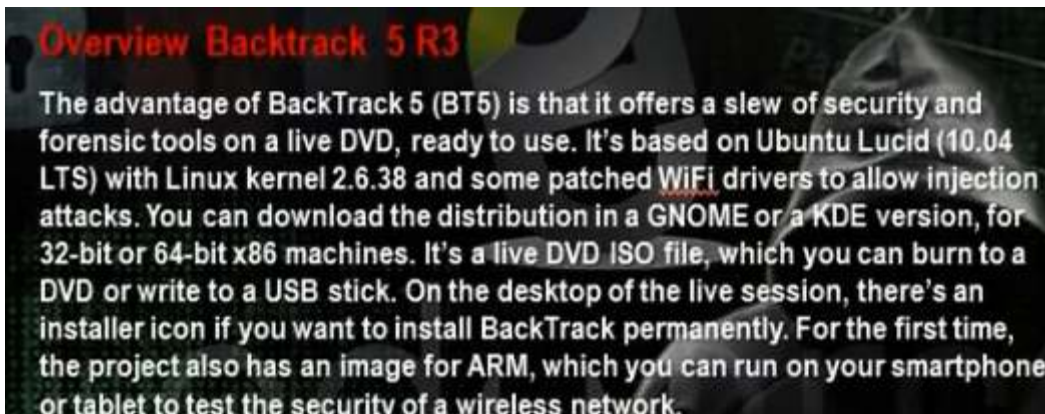 Overview Backtrack 5 R3
The advantage of BackTrack 5 (BT5) is that it offers a slew of security and
forensic tools on a live DVD, ready to use. It's based on Ubuntu Lucid (10.04
LTS) with Linux kernel 2.6.38 and some patched WiFi drivers to allow injection
attacks. You can download the distribution in a GNOME or a KDE version, for
32-bit or 64-bit x86 machines. It's a live DVD ISO file, which you can burn to a
DVD or write to a USB stick. On the desktop of the live session, there's an
installer icon if you want to install BackTrack permanently. For the first time,
the project also has an image for ARM, which you can run on your smartphone
or tablet to test the security of a wireless network.